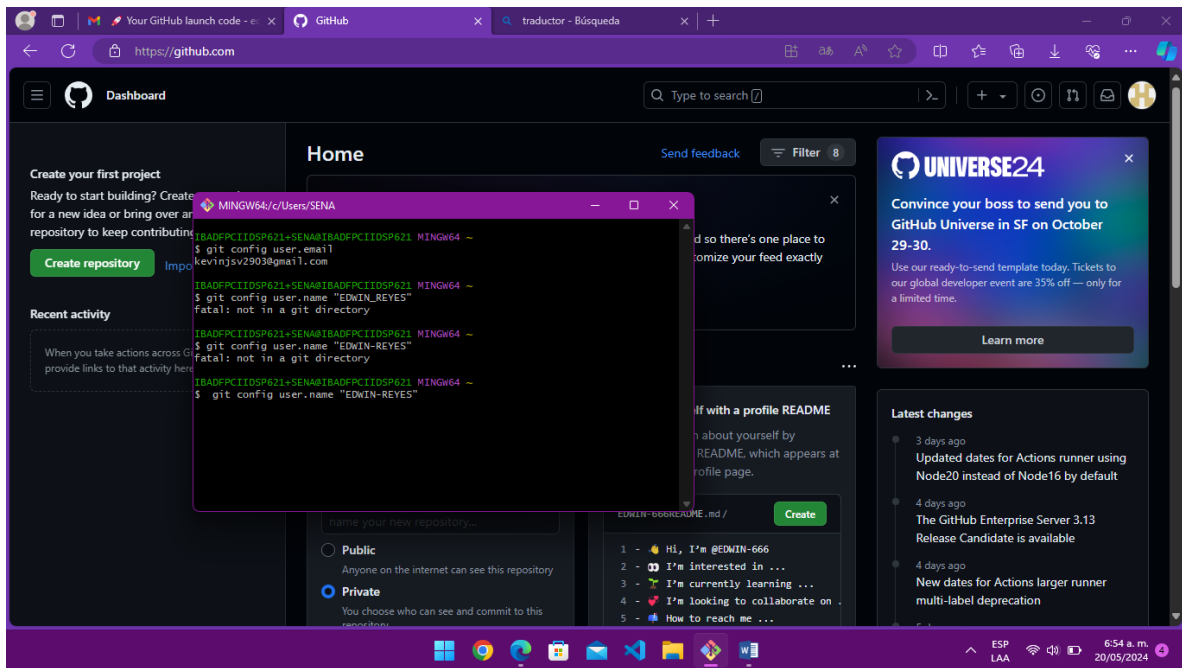 Your GitHub launch code - ec
GitHub
traductor - Búsqueda
https://github.com
Dashboard
Type to search /
Create your first project
Ready to start building? Create
for a new idea or bring over an
repository to keep contributing
Create repository
Impo
Recent activity
When you take actions across Gi
provide links to that activity here
Home
Send feedback
Filter 8
d so there's one place to
tomize your feed exactly
MINGW64:/c/Users/SENA
IBADFPCIIDSP621+SENA@IBADFPCIIDSP621 MINGW64 ~
$ git config user.email
kevinjsv2903@gmail.com
IBADFPCIIDSP621+SENA@IBADFPCIIDSP621 MINGW64 ~
$ git config user.name "EDWIN_REYES"
fatal: not in a git directory
IBADFPCIIDSP621+SENA@IBADFPCIIDSP621 MINGW64 ~
$ git config user.name "EDWIN-REYES"
fatal: not in a git directory
IBADFPCIIDSP621+SENA@IBADFPCIIDSP621 MINGW64 ~
$  git config user.name "EDWIN-REYES"
name your new repository...
Public
Anyone on the internet can see this repository
Private
You choose who can see and commit to this
repository
lf with a profile README
n about yourself by
README, which appears at
rofile page.
EDWIN-666README.md /
Create
1 - 👋 Hi, I'm @EDWIN-666
2 - 👀 I'm interested in ...
3 - 🌱 I'm currently learning ...
4 - 💞️ I'm looking to collaborate on .
5 - 📫 How to reach me ...
UNIVERSE24
Convince your boss to send you to
GitHub Universe in SF on October
29-30.
Use our ready-to-send template today. Tickets to
our global developer event are 35% off — only for
a limited time.
Learn more
Latest changes
3 days ago
Updated dates for Actions runner using
Node20 instead of Node16 by default
4 days ago
The GitHub Enterprise Server 3.13
Release Candidate is available
4 days ago
New dates for Actions larger runner
multi-label deprecation
ESP
LAA
6:54 a. m.
20/05/2024
4